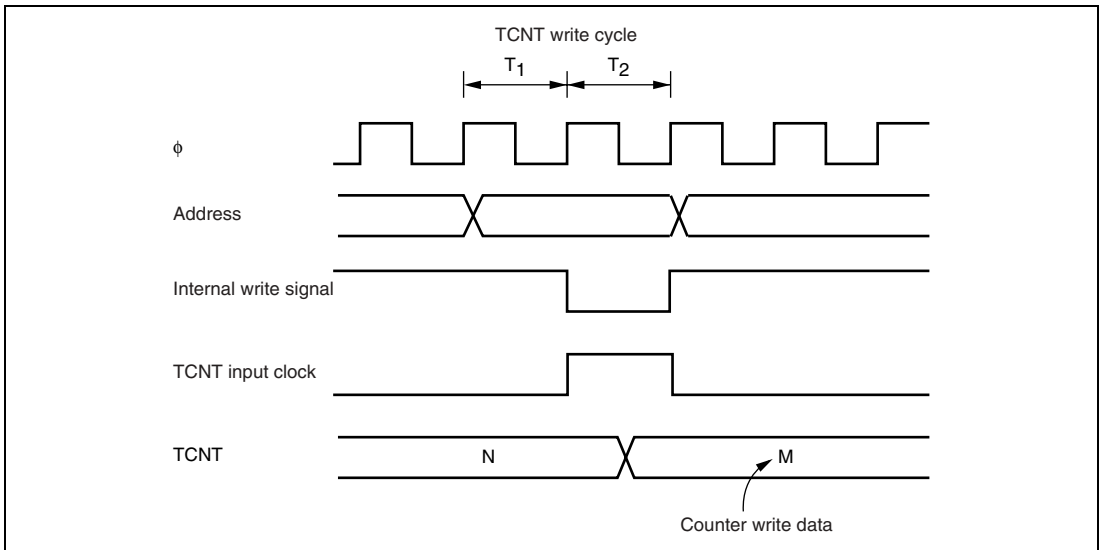 TCNT write cycle
T1 T2
ϕ
Address
Internal write signal
TCNT input clock
TCNT N M
Counter write data